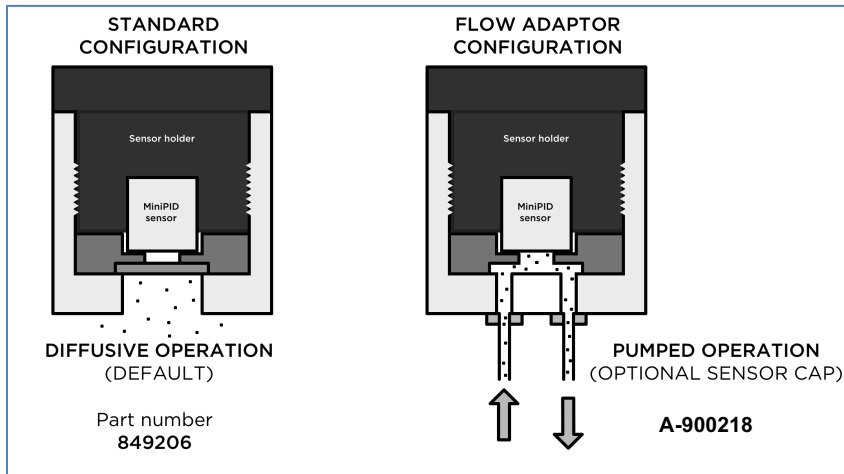 STANDARD
CONFIGURATION
Sensor holder
MiniPID
sensor
DIFFUSIVE OPERATION
(DEFAULT)
Part number
849206
FLOW ADAPTOR
CONFIGURATION
Sensor holder
MiniPID
sensor
PUMPED OPERATION
(OPTIONAL SENSOR CAP)
A-900218